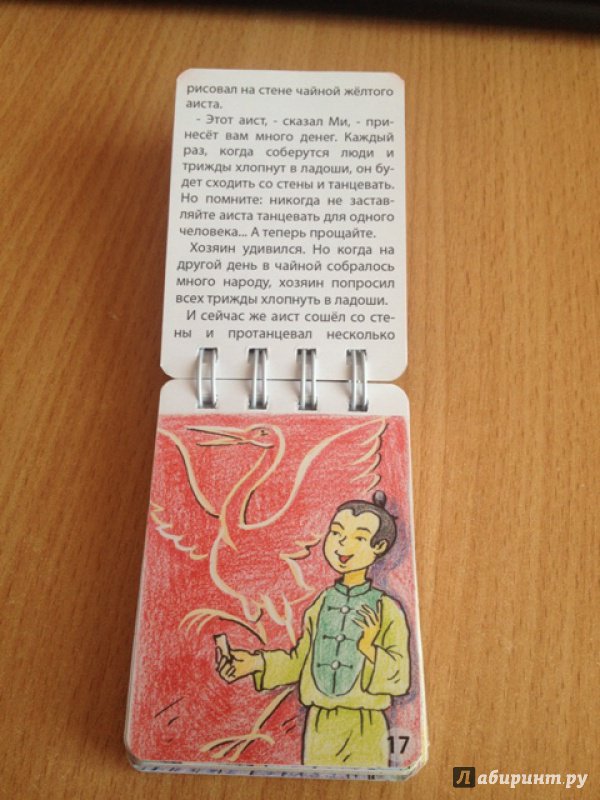 рисовал на стене чайной жёлтого
аиста.
- Этот аист, - сказал Ми, - при-
несёт вам много денег. Каждый
раз, когда соберутся люди и
трижды хлопнут в ладоши, он бу-
дет сходить со стены и танцевать.
Но помните: никогда не застав-
ляйте аиста танцевать для одного
человека... А теперь прощайте.
Хозяин удивился. Но когда на
другой день в чайной собралось
много народу, хозяин попросил
всех трижды хлопнуть в ладоши.
И сейчас же аист сошёл со сте-
ны и протанцевал несколько
17
Лабиринт.ру